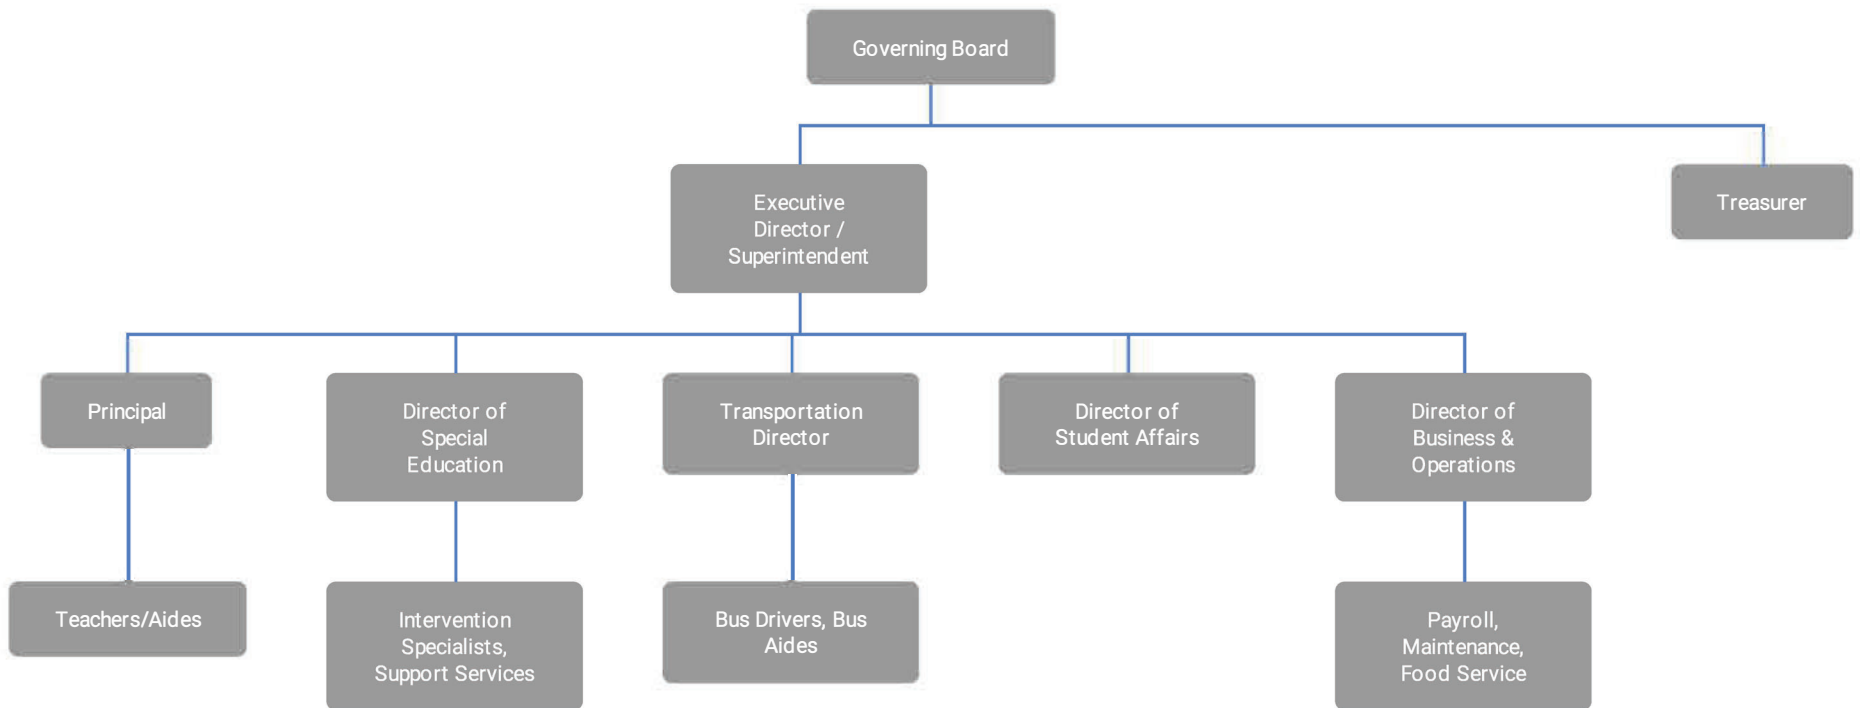 Governing Board
Executive
Director /
Superintendent
Treasurer
Principal
Director of
Special
Education
Transportation
Director
Director of
Student Affairs
Director of
Business &
Operations
Teachers/Aides
Intervention
Specialists,
Support Services
Bus Drivers, Bus
Aides
Payroll,
Maintenance,
Food Service